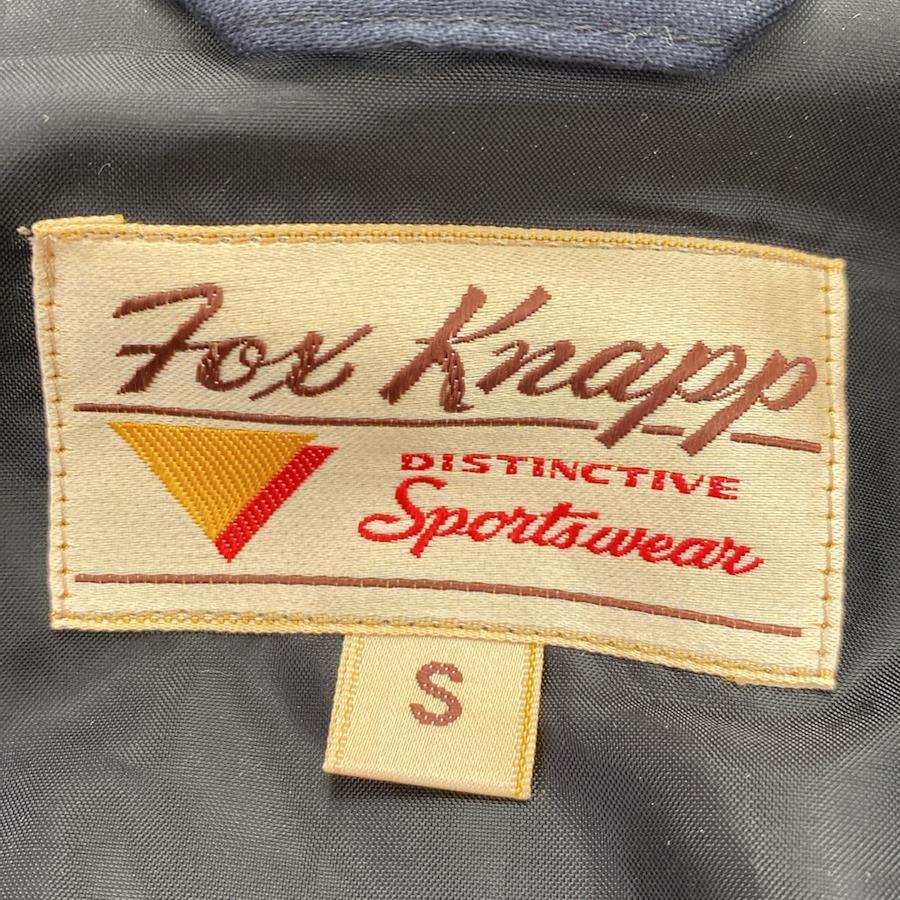 Fox Knapp
DISTINCTIVE
Sportswear
S